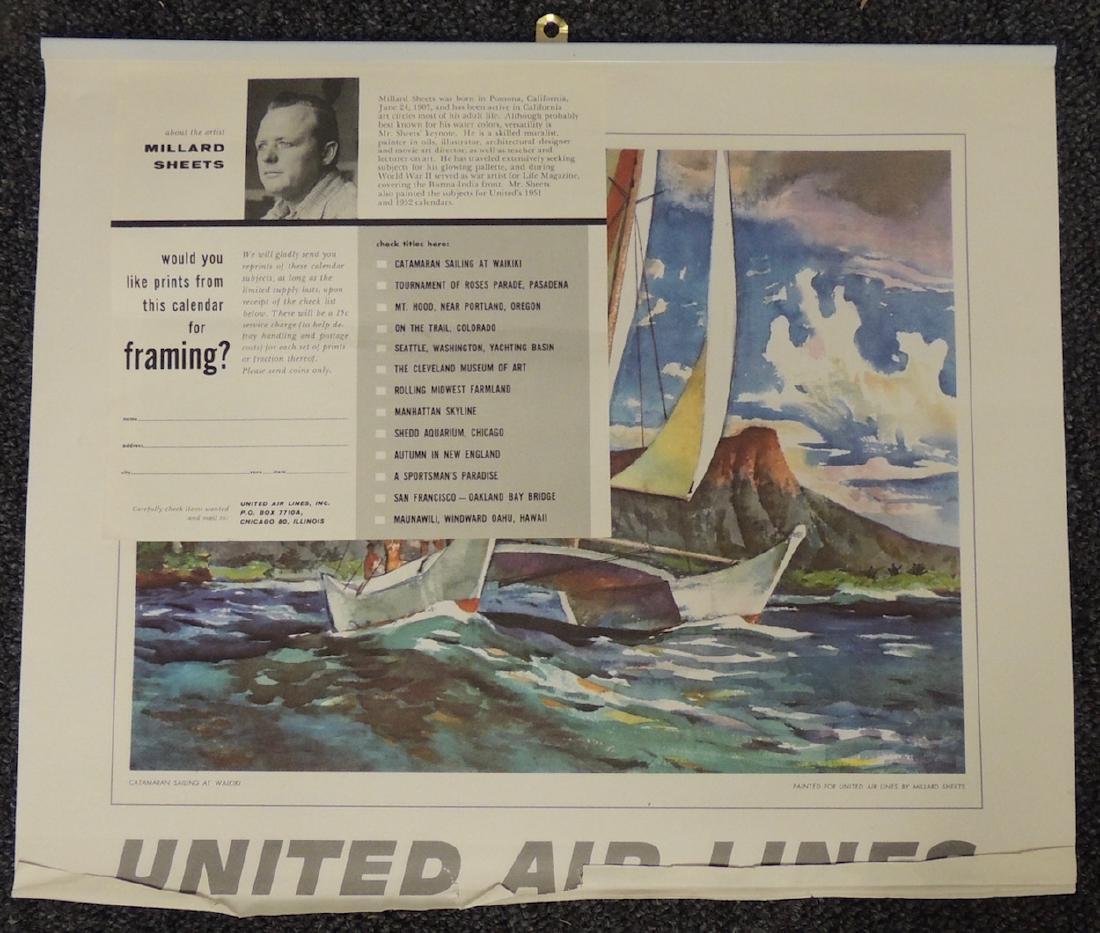 about the artist
MILLARD
SHEETS
Millard Sheets was born in Pomona, California,
June 24, 1907, and has been active in California
art circles most of his adult life. Although probably
best known for his water colors, versatility is
Mr. Sheets' keynote. He is a skilled muralist,
painter in oils, illustrator, architectural designer
and movie art director, as well as teacher and
lecturer on art. He has traveled extensively seeking
subjects for his glowing pallette, and during
World War II served as war artist for Life Magazine,
covering the Burma-India front. Mr. Sheets
also painted the subjects for United's 1951
and 1952 calendars.
would you
like prints from
this calendar
for
framing?
We will gladly send you
reprints of these calendar
subjects, as long as the
limited supply lasts, upon
receipt of the check list
below. There will be a 25c
service charge (to help de-
fray handling and postage
costs) for each set of prints
or fraction thereof.
Please send coins only.
name
address
city zone state
Carefully check items wanted
and mail to:
UNITED AIR LINES, INC.
P.O. BOX 7710A,
CHICAGO 80, ILLINOIS
check titles here:
CATAMARAN SAILING AT WAIKIKI
TOURNAMENT OF ROSES PARADE, PASADENA
MT. HOOD, NEAR PORTLAND, OREGON
ON THE TRAIL, COLORADO
SEATTLE, WASHINGTON, YACHTING BASIN
THE CLEVELAND MUSEUM OF ART
ROLLING MIDWEST FARMLAND
MANHATTAN SKYLINE
SHEDD AQUARIUM, CHICAGO
AUTUMN IN NEW ENGLAND
A SPORTSMAN'S PARADISE
SAN FRANCISCO — OAKLAND BAY BRIDGE
MAUNAWILI, WINDWARD OAHU, HAWAII
CATAMARAN SAILING AT WAIKIKI
PAINTED FOR UNITED AIR LINES BY MILLARD SHEETS
UNITED AIR LINES